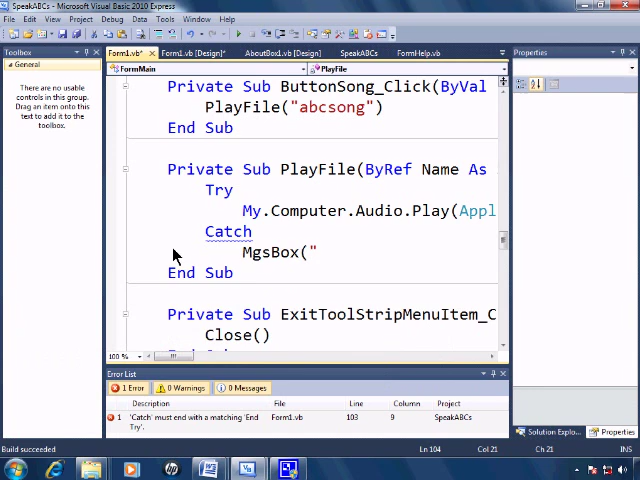 SpeakABCs - Microsoft Visual Basic 2010 Express
File Edit View Project Debug Data Tools Window Help
Toolbox
General
There are no usable
controls in this group.
Drag an item onto this
text to add it to the
toolbox.
Form1.vb* Form1.vb [Design]* AboutBox1.vb [Design] SpeakABCs FormHelp.vb
FormMain PlayFile
Private Sub ButtonSong_Click(ByVal
PlayFile("abcsong")
End Sub
Private Sub PlayFile(ByRef Name As
Try
My.Computer.Audio.Play(Appl
Catch
MgsBox("
End Sub
Private Sub ExitToolStripMenuItem_C
Close()
100 %
Properties
Error List
1 Error 0 Warnings 0 Messages
Description File Line Column Project
1 'Catch' must end with a matching 'End Try'. Form1.vb 103 9 SpeakABCs
Solution Explo... Properties
Build succeeded Ln 104 Col 21 Ch 21 INS